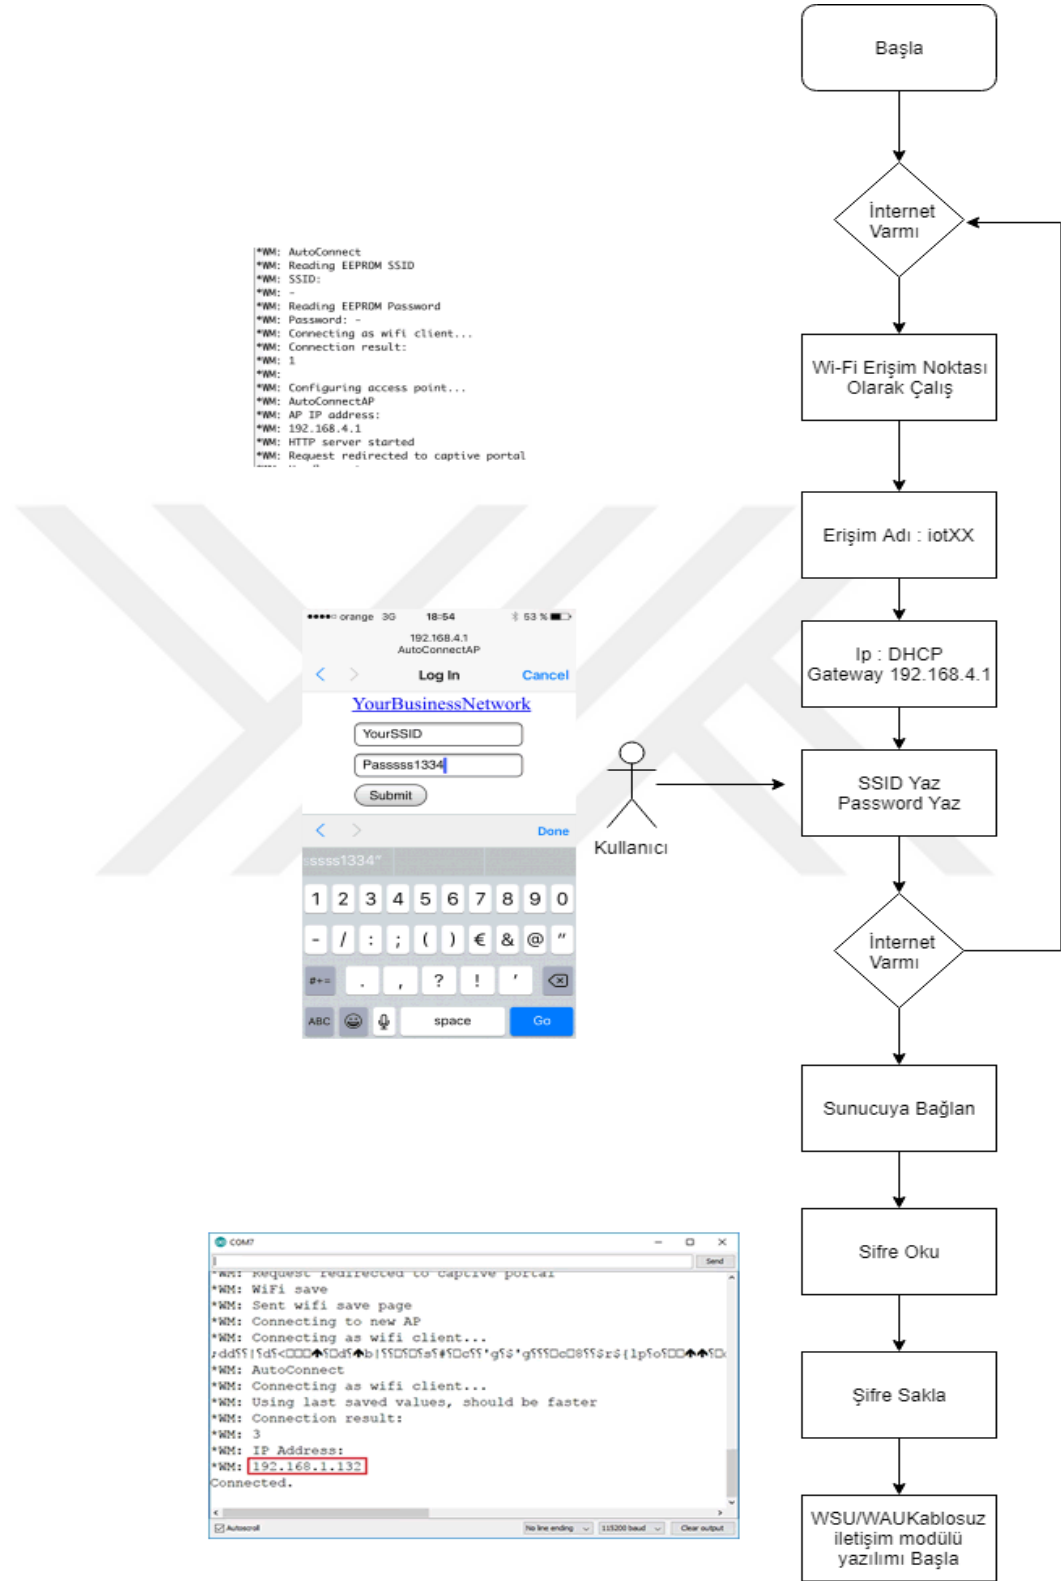 Başla
İnternet
Varmı
*WM: AutoConnect
*WM: Reading EEPROM SSID
*WM: SSID:
*WM: -
*WM: Reading EEPROM Password
*WM: Password: -
*WM: Connecting as wifi client...
*WM: Connection result:
*WM: 1
*WM:
*WM: Configuring access point...
*WM: AutoConnectAP
*WM: AP IP address:
*WM: 192.168.4.1
*WM: HTTP server started
*WM: Request redirected to captive portal
Wi-Fi Erişim Noktası
Olarak Çalış
Erişim Adı : iotXX
Ip : DHCP
Gateway 192.168.4.1
orange 3G 18:54 53 %
192.168.4.1
AutoConnectAP
< > Log In Cancel
YourBusinessNetwork
YourSSID
Passsss1334
Submit
< > Done
ssss1334"
1 2 3 4 5 6 7 8 9 0
- / : ; ( ) € & @ "
#+= . , ? ! '
ABC space Go
Kullanıcı
SSID Yaz
Password Yaz
İnternet
Varmı
Sunucuya Bağlan
Sifre Oku
Şifre Sakla
WSU/WAUKablosuz
iletişim modülü
yazılımı Başla
COM7
Send
*WM: Request redirected to captive portal
*WM: WiFi save
*WM: Sent wifi save page
*WM: Connecting to new AP
*WM: Connecting as wifi client...
*WM: AutoConnect
*WM: Connecting as wifi client...
*WM: Using last saved values, should be faster
*WM: Connection result:
*WM: 3
*WM: IP Address:
*WM: 192.168.1.132
Connected.
Autoscroll No line ending 115200 baud Clear output